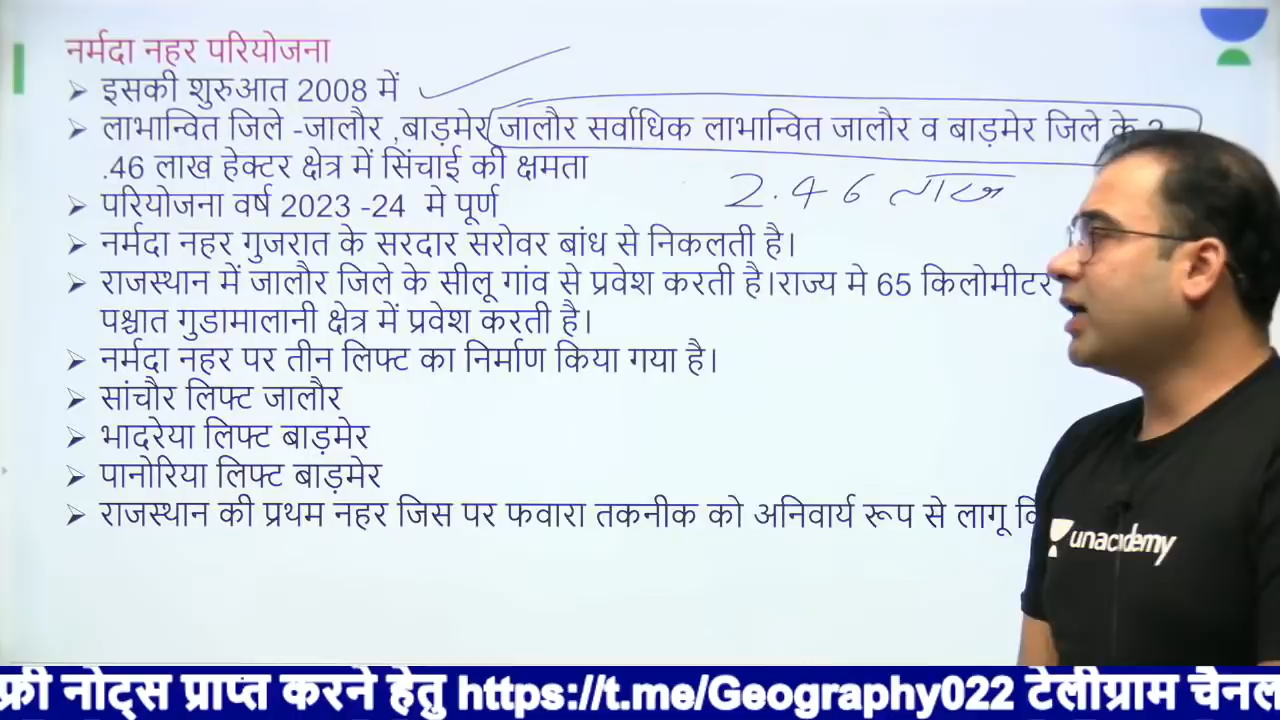 नर्मदा नहर परियोजना
➢ इसकी शुरुआत 2008 में
➢ लाभान्वित जिले -जालौर ,बाड़मेर जालौर सर्वाधिक लाभान्वित जालौर व बाड़मेर जिले के
.46 लाख हेक्टर क्षेत्र में सिंचाई की क्षमता
2.46 लाख
➢ परियोजना वर्ष 2023 -24 मे पूर्ण
➢ नर्मदा नहर गुजरात के सरदार सरोवर बांध से निकलती है।
➢ राजस्थान में जालौर जिले के सीलू गांव से प्रवेश करती है।राज्य मे 65 किलोमीटर
पश्चात गुडामालानी क्षेत्र में प्रवेश करती है।
➢ नर्मदा नहर पर तीन लिफ्ट का निर्माण किया गया है।
➢ सांचौर लिफ्ट जालौर
➢ भादरेया लिफ्ट बाड़मेर
➢ पानोरिया लिफ्ट बाड़मेर
➢ राजस्थान की प्रथम नहर जिस पर फवारा तकनीक को अनिवार्य रूप से लागू
unacademy
फ्री नोट्स प्राप्त करने हेतु https://t.me/Geography022 टेलीग्राम चैनल